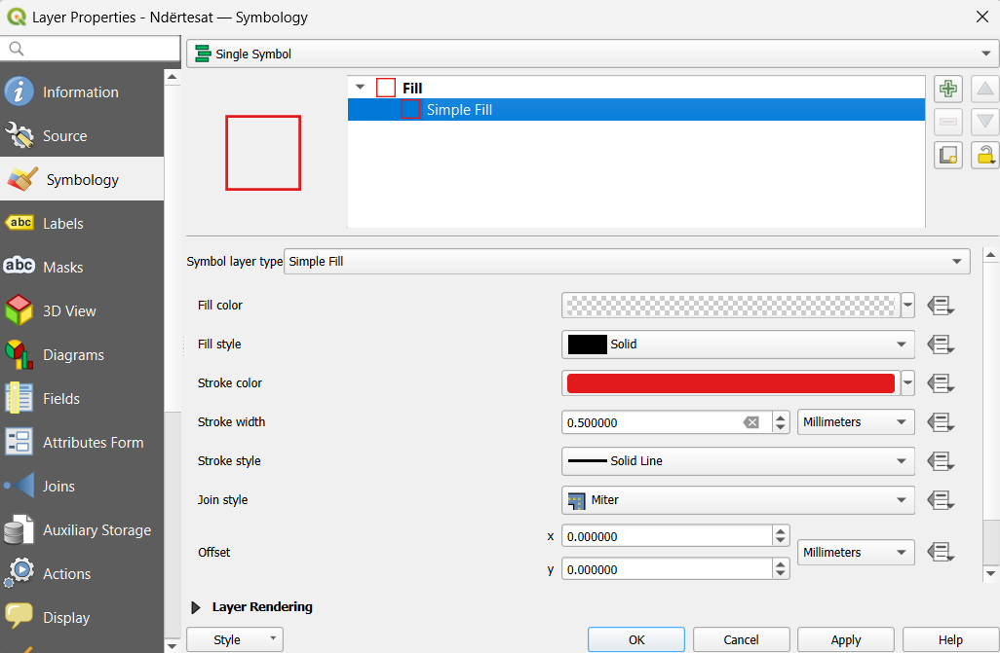 Layer Properties - Ndërtesat — Symbology
Single Symbol
Information
Source
Symbology
abc Labels
abc Masks
3D View
Diagrams
Fields
Attributes Form
Joins
Auxiliary Storage
Actions
Display
Fill
Simple Fill
Symbol layer type Simple Fill
Fill color
Fill style Solid
Stroke color
Stroke width 0.500000 Millimeters
Stroke style Solid Line
Join style Miter
Offset x 0.000000 Millimeters
y 0.000000
Layer Rendering
Style OK Cancel Apply Help